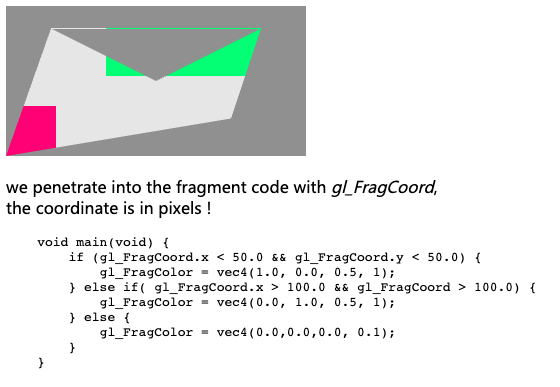 we penetrate into the fragment code with gl_FragCoord,
the coordinate is in pixels !
void main(void) {
    if (gl_FragCoord.x < 50.0 && gl_FragCoord.y < 50.0) {
        gl_FragColor = vec4(1.0, 0.0, 0.5, 1);
    } else if( gl_FragCoord.x > 100.0 && gl_FragCoord > 100.0) {
        gl_FragColor = vec4(0.0, 1.0, 0.5, 1);
    } else {
        gl_FragColor = vec4(0.0,0.0,0.0, 0.1);
    }
}